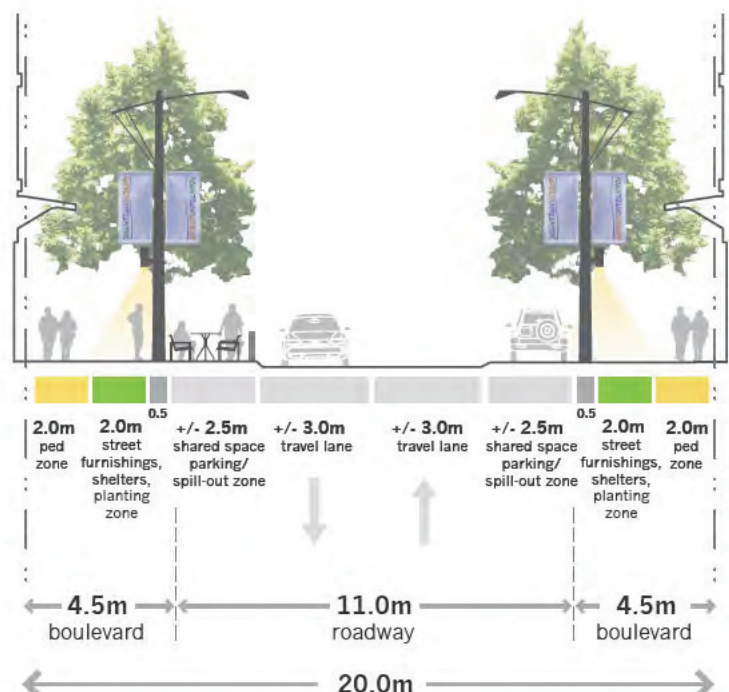 0.5
0.5
2.0m
ped
zone
2.0m
street
furnishings,
shelters,
planting
zone
+/- 2.5m
shared space
parking/
spill-out zone
+/- 3.0m
travel lane
+/- 3.0m
travel lane
+/- 2.5m
shared space
parking/
spill-out zone
2.0m
street
furnishings,
shelters,
planting
zone
2.0m
ped
zone
4.5m
boulevard
11.0m
roadway
4.5m
boulevard
20.0m